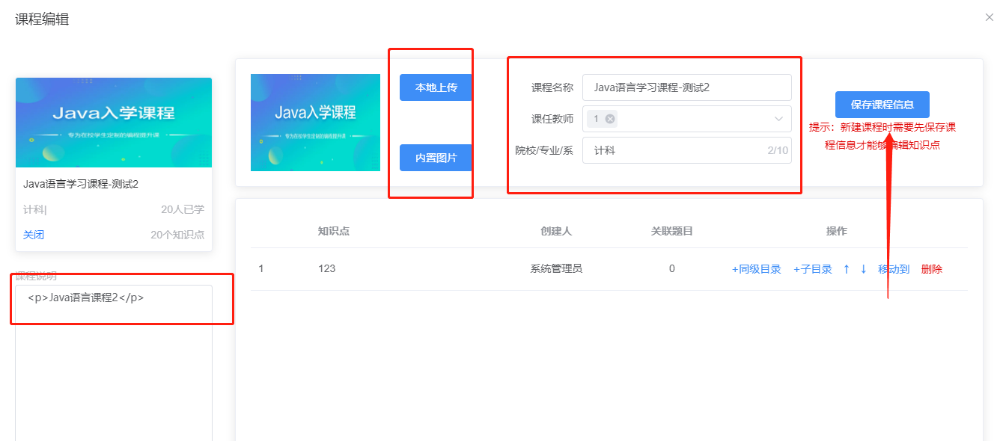 课程编辑
Java入学课程
专为在校学生定制的编程提升课
Java语言学习课程-测试2
计科|
20人已学
关闭
20个知识点
课程说明
<p>Java语言课程2</p>
Java入学课程
专为在校学生定制的编程提升课
本地上传
内置图片
课程名称
Java语言学习课程-测试2
课任教师
1
院校/专业/系
计科
2/10
保存课程信息
提示：新建课程时需要先保存课
程信息才能够编辑知识点
知识点 创建人 关联题目 操作
1 123 系统管理员 0 +同级目录 +子目录 ↑ ↓ 移动到 删除